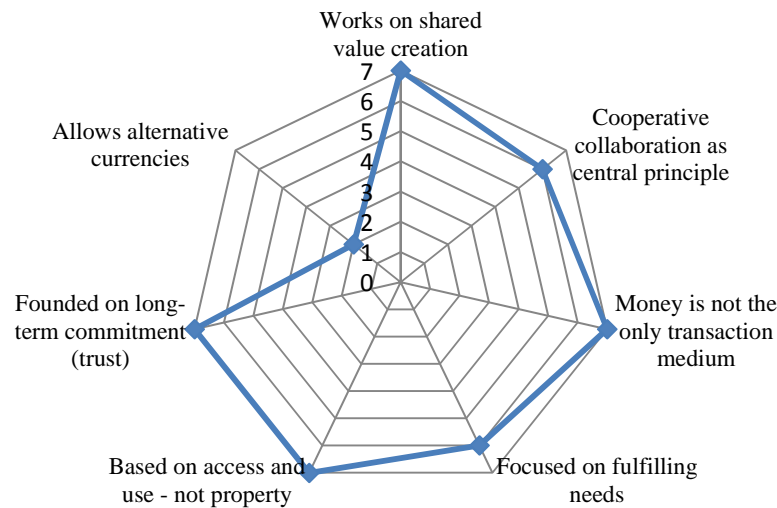 Works on shared
value creation
7
6
5
4
3
2
1
0
Cooperative
collaboration as
central principle
Money is not the
only transaction
medium
Focused on fulfilling
needs
Based on access and
use - not property
Founded on long-
term commitment
(trust)
Allows alternative
currencies